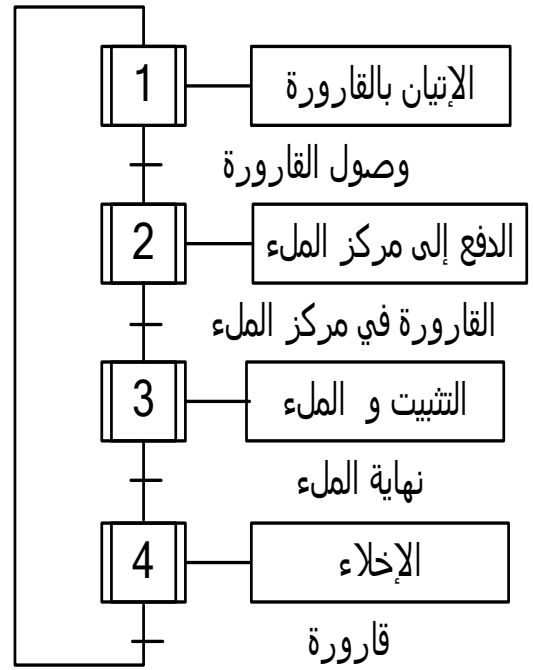 1 الإتيان بالقارورة
وصول القارورة
2 الدفع إلى مركز الملء
القارورة في مركز الملء
3 التثبيت و الملء
نهاية الملء
4 الإخلاء
قارورة